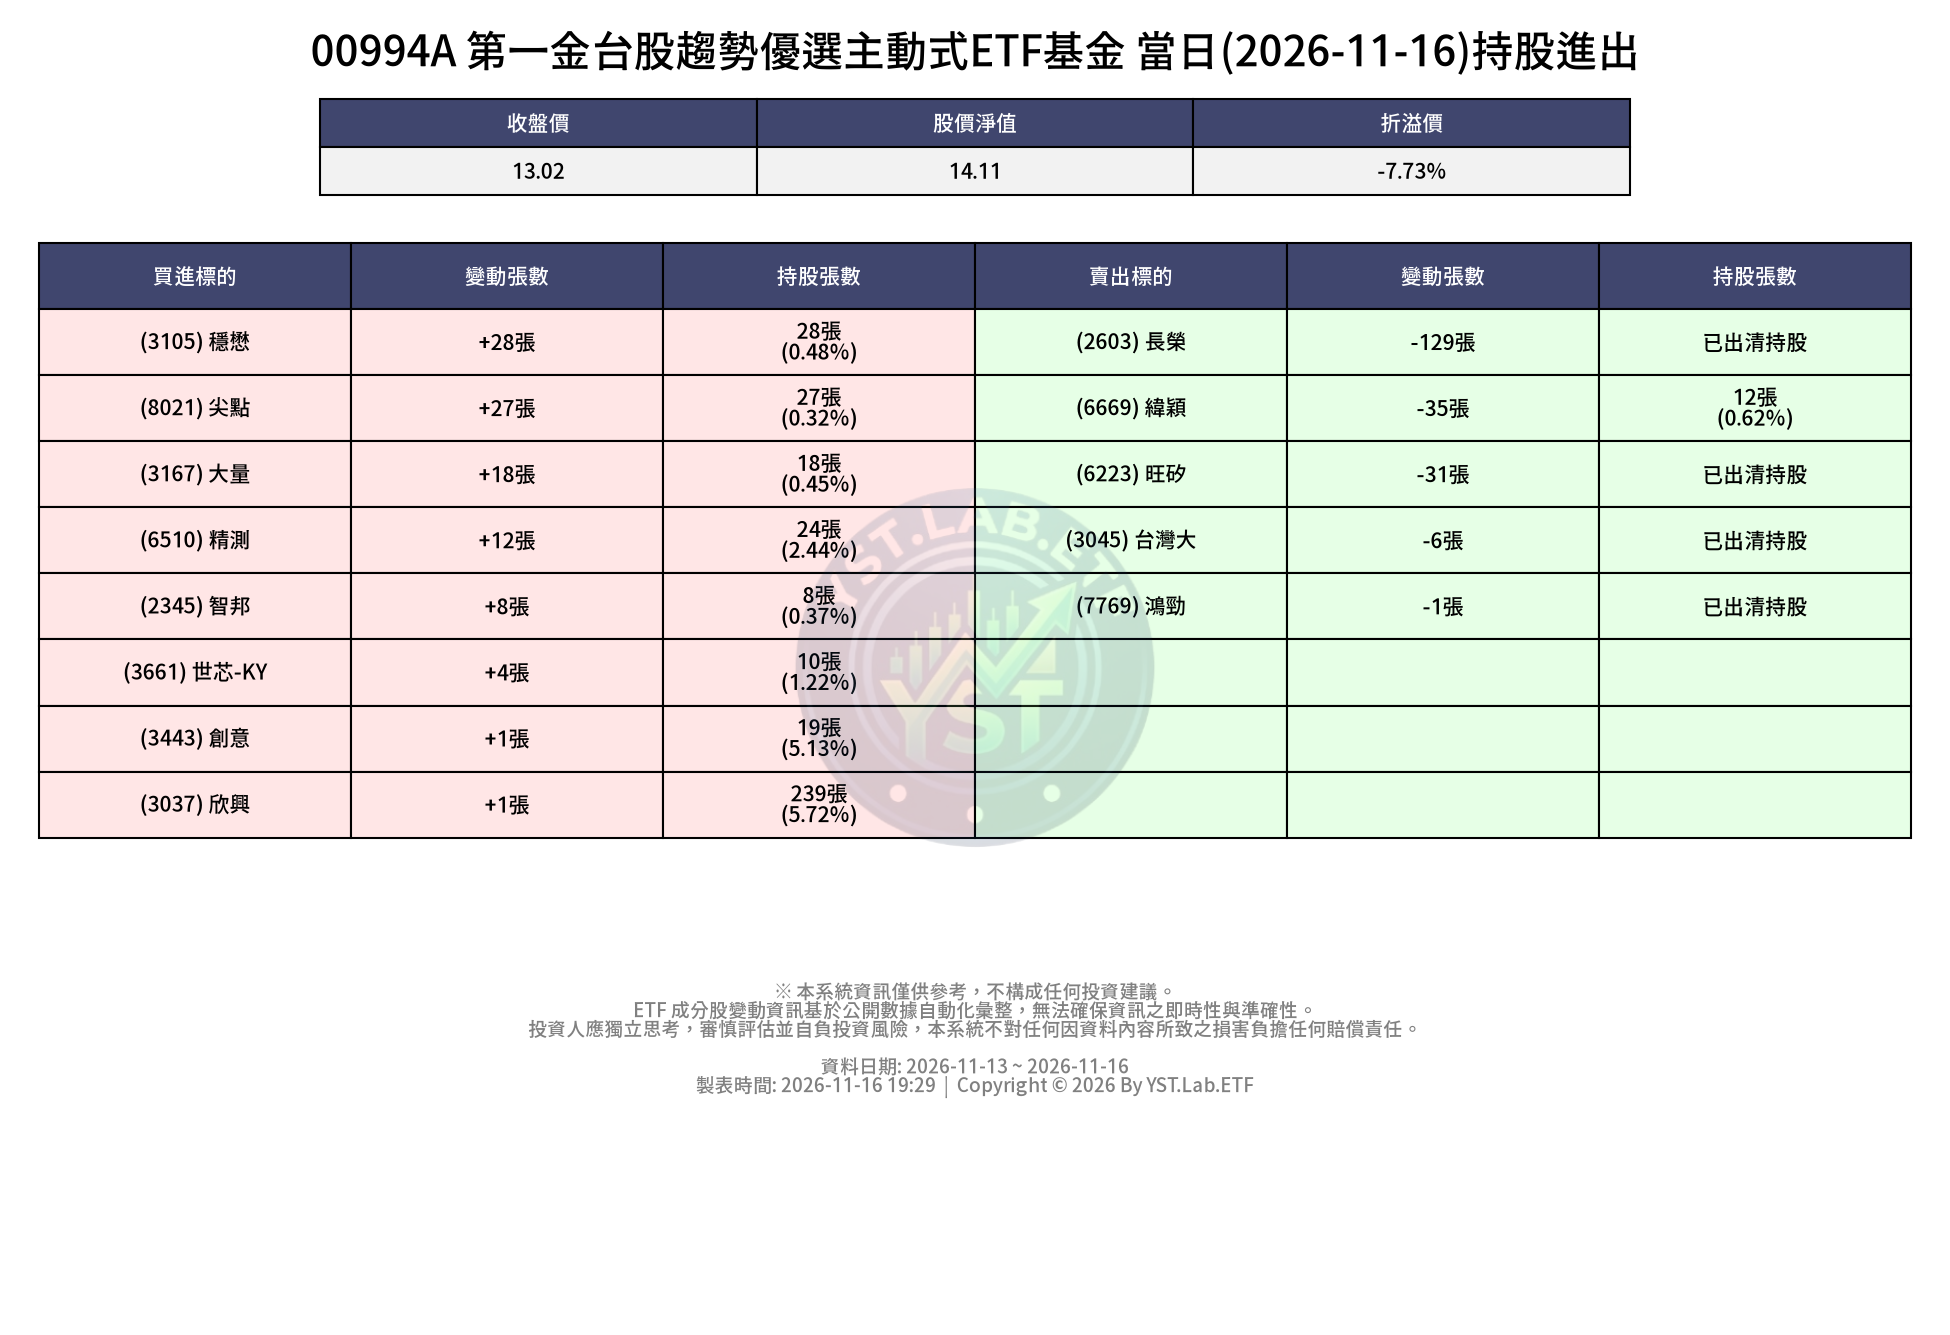 00994A 第一金台股趨勢優選主動式ETF基金 當日(2026-11-16)持股進出
收盤價 股價淨值 折溢價
13.02 14.11 -7.73%
買進標的 變動張數 持股張數 賣出標的 變動張數 持股張數
(3105) 穩懋 +28張 28張 (0.48%) (2603) 長榮 -129張 已出清持股
(8021) 尖點 +27張 27張 (0.32%) (6669) 緯穎 -35張 12張 (0.62%)
(3167) 大量 +18張 18張 (0.45%) (6223) 旺矽 -31張 已出清持股
(6510) 精測 +12張 24張 (2.44%) (3045) 台灣大 -6張 已出清持股
(2345) 智邦 +8張 8張 (0.37%) (7769) 鴻勁 -1張 已出清持股
(3661) 世芯-KY +4張 10張 (1.22%)
(3443) 創意 +1張 19張 (5.13%)
(3037) 欣興 +1張 239張 (5.72%)
YST.LAB.ETF
YST
※ 本系統資訊僅供參考，不構成任何投資建議。
ETF 成分股變動資訊基於公開數據自動化彙整，無法確保資訊之即時性與準確性。
投資人應獨立思考，審慎評估並自負投資風險，本系統不對任何因資料內容所致之損害負擔任何賠償責任。
資料日期: 2026-11-13 ~ 2026-11-16
製表時間: 2026-11-16 19:29 | Copyright © 2026 By YST.Lab.ETF